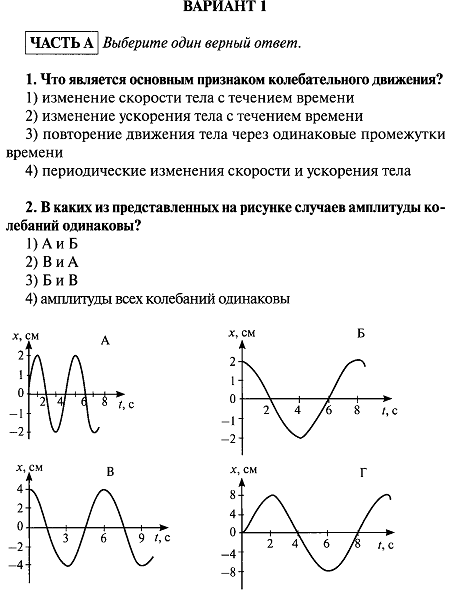 ВАРИАНТ 1
ЧАСТЬ А Выберите один верный ответ.
1. Что является основным признаком колебательного движения?
1) изменение скорости тела с течением времени
2) изменение ускорения тела с течением времени
3) повторение движения тела через одинаковые промежутки
времени
4) периодические изменения скорости и ускорения тела
2. В каких из представленных на рисунке случаев амплитуды ко-
лебаний одинаковы?
1) А и Б
2) В и А
3) Б и В
4) амплитуды всех колебаний одинаковы
x, см А
2
1
0 2 4 6 8 t, с
−1
−2
x, см Б
2
1
0 2 4 6 8 t, с
−1
−2
x, см В
4
2
0 3 6 9 t, с
−2
−4
x, см Г
8
4
0 2 4 6 8 t, с
−4
−8